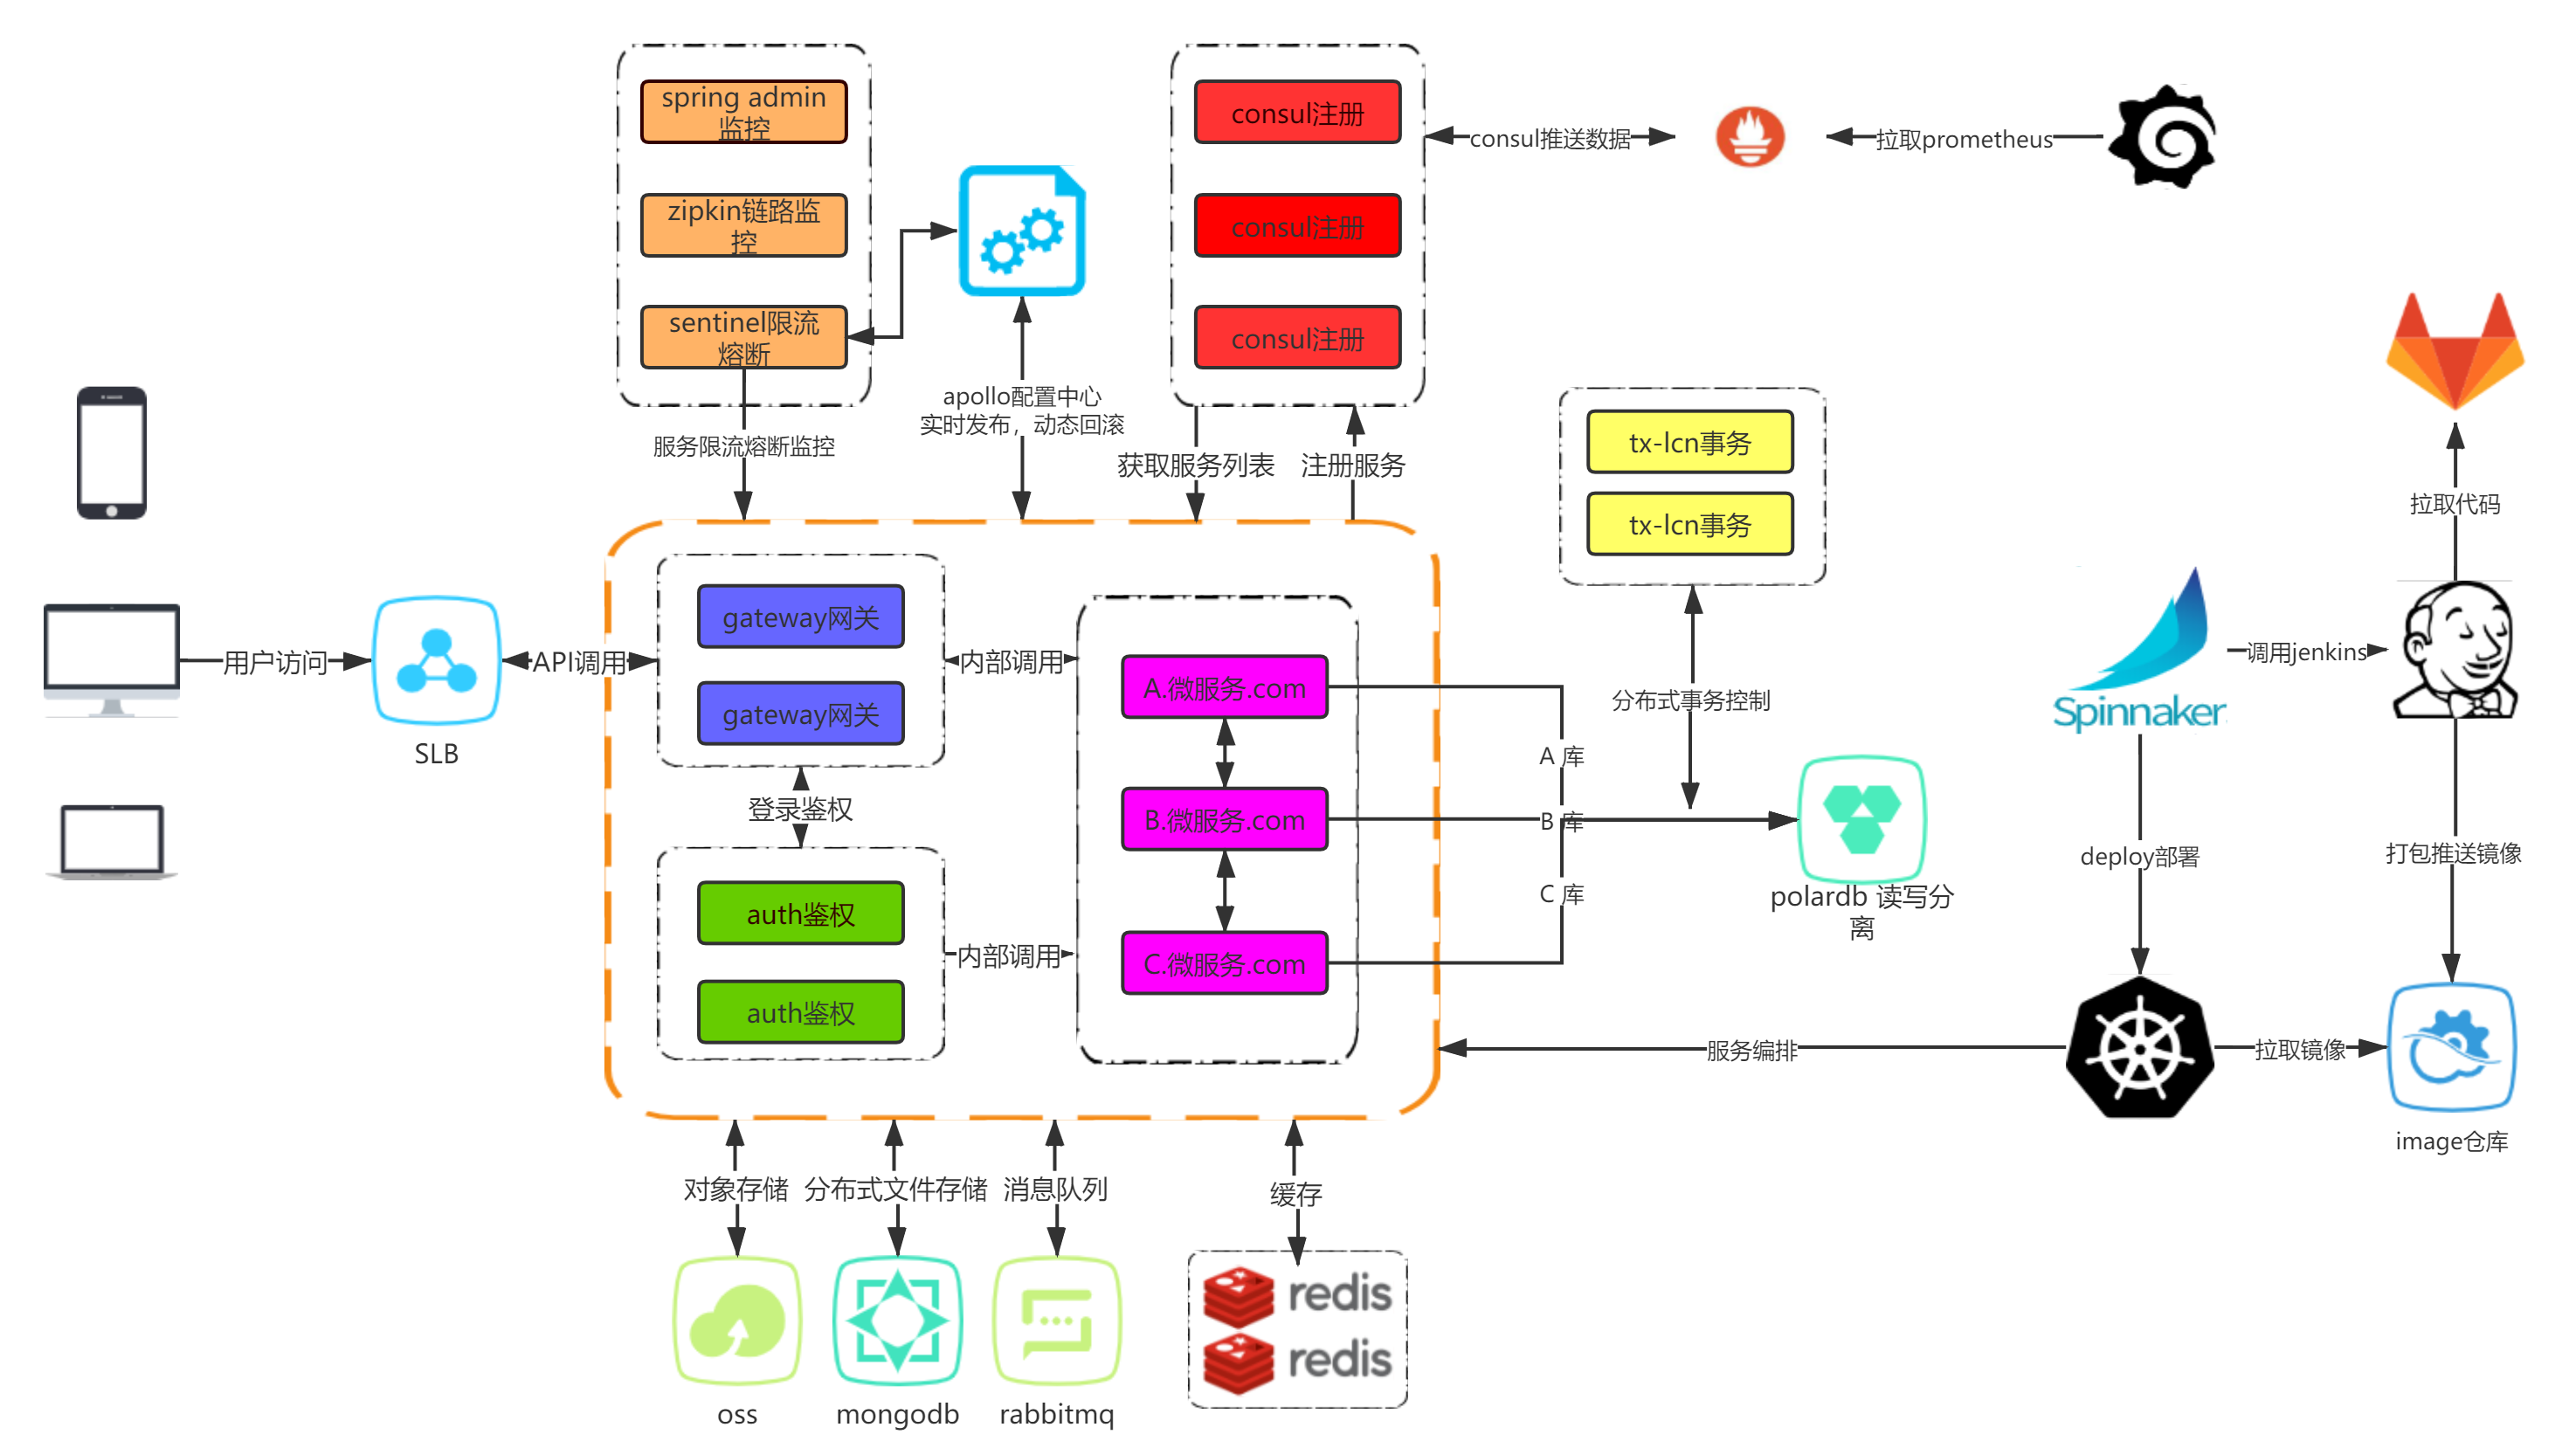 spring admin
监控
zipkin链路监
控
sentinel限流
熔断
服务限流熔断监控
apollo配置中心
实时发布，动态回滚
consul注册
consul注册
consul注册
consul推送数据
拉取prometheus
获取服务列表
注册服务
tx-lcn事务
tx-lcn事务
分布式事务控制
拉取代码
用户访问
SLB
API调用
gateway网关
gateway网关
内部调用
登录鉴权
auth鉴权
auth鉴权
内部调用
A.微服务.com
B.微服务.com
C.微服务.com
A 库
B 库
C 库
polardb 读写分
离
Spinnaker
调用jenkins
deploy部署
打包推送镜像
服务编排
拉取镜像
image仓库
对象存储
分布式文件存储
消息队列
缓存
oss
mongodb
rabbitmq
redis
redis